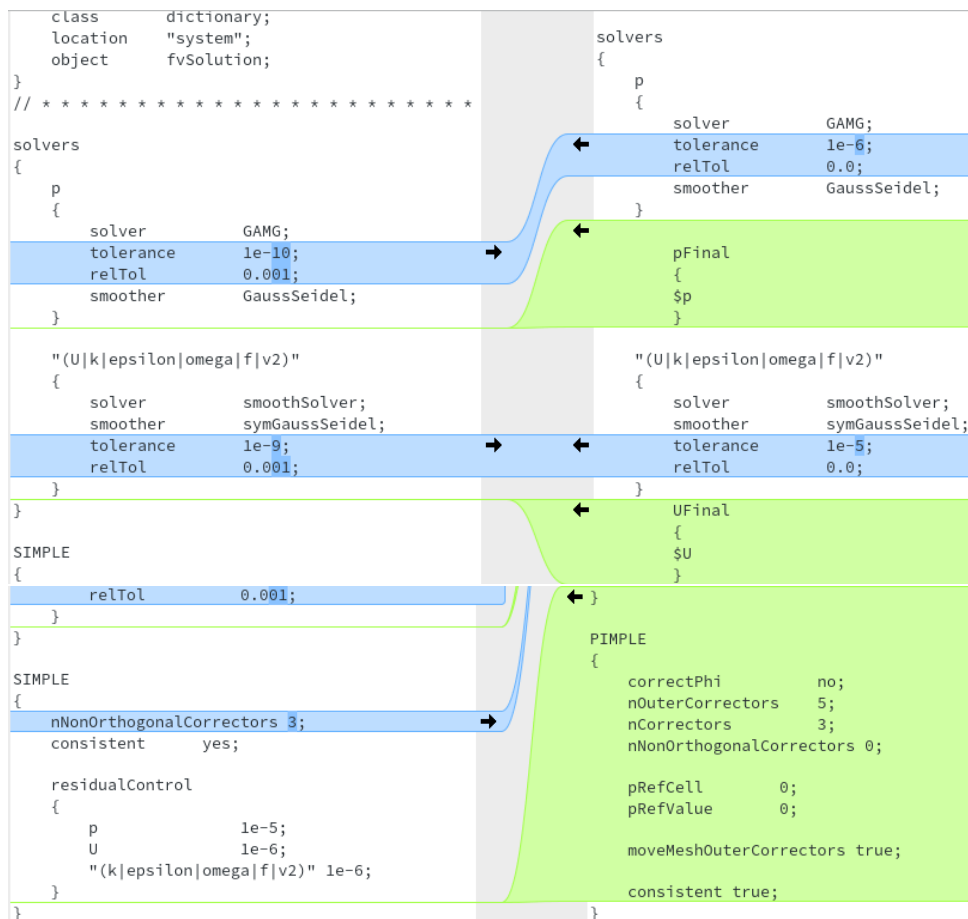 class       dictionary;
    location    "system";
    object      fvSolution;
}
// * * * * * * * * * * * * * * * * * * * * * * *

solvers
{
    p
    {
        solver          GAMG;
        tolerance       1e-10;
        relTol          0.001;
        smoother        GaussSeidel;
    }

    "(U|k|epsilon|omega|f|v2)"
    {
        solver          smoothSolver;
        smoother        symGaussSeidel;
        tolerance       1e-9;
        relTol          0.001;
    }
}

SIMPLE
{
        relTol          0.001;
    }
}

SIMPLE
{
    nNonOrthogonalCorrectors 3;
    consistent      yes;

    residualControl
    {
        p               1e-5;
        U               1e-6;
        "(k|epsilon|omega|f|v2)" 1e-6;
    }
}
solvers
{
    p
    {
        solver          GAMG;
        tolerance       1e-6;
        relTol          0.0;
        smoother        GaussSeidel;
    }

        pFinal
        {
        $p
        }

    "(U|k|epsilon|omega|f|v2)"
    {
        solver          smoothSolver;
        smoother        symGaussSeidel;
        tolerance       1e-5;
        relTol          0.0;
    }
        UFinal
        {
        $U
        }
}

PIMPLE
{
    correctPhi          no;
    nOuterCorrectors    5;
    nCorrectors         3;
    nNonOrthogonalCorrectors 0;

    pRefCell        0;
    pRefValue       0;

    moveMeshOuterCorrectors true;

    consistent true;
}